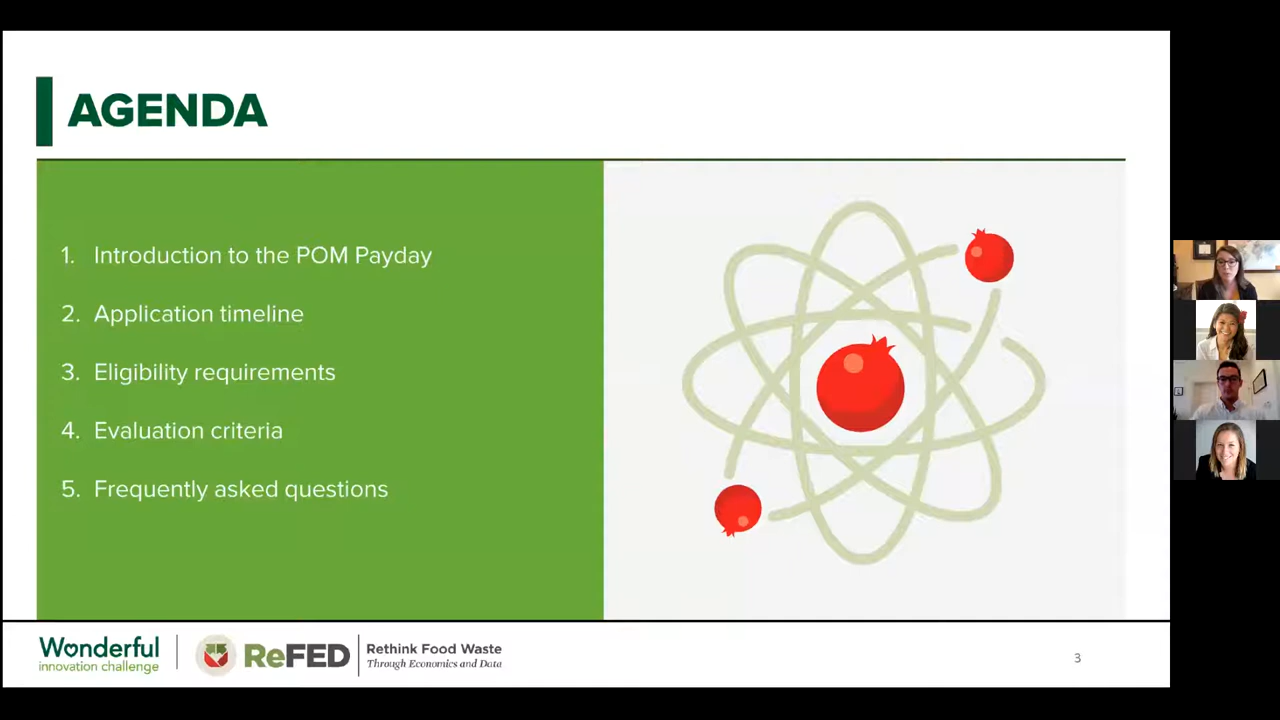 AGENDA
1. Introduction to the POM Payday
2. Application timeline
3. Eligibility requirements
4. Evaluation criteria
5. Frequently asked questions
Wonderful
innovation challenge
ReFED
Rethink Food Waste
Through Economics and Data
3